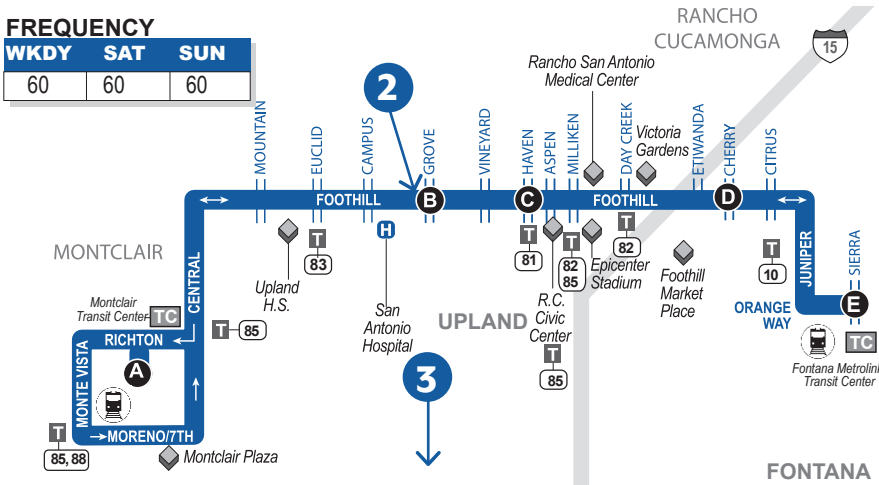 FREQUENCY
WKDY SAT SUN
60 60 60
RANCHO
CUCAMONGA
15
2
Rancho San Antonio
Medical Center
MOUNTAIN
EUCLID
CAMPUS
GROVE
VINEYARD
HAVEN
ASPEN
MILLIKEN
DAY CREEK
Victoria
Gardens
ETIWANDA
CHERRY
CITRUS
FOOTHILL
B
C
FOOTHILL
D
MONTCLAIR
CENTRAL
Upland
H.S.
T
83
H
San
Antonio
Hospital
T
81
T
82
85
Epicenter
Stadium
T
82
Foothill
Market
Place
T
10
JUNIPER
SIERRA
ORANGE
WAY
E
TC
Fontana Metrolink
Transit Center
UPLAND
R.C.
Civic
Center
T
85
Montclair
Transit Center
TC
RICHTON
T
85
MONTE VISTA
A
MORENO/7TH
T
85, 88
Montclair Plaza
3
FONTANA